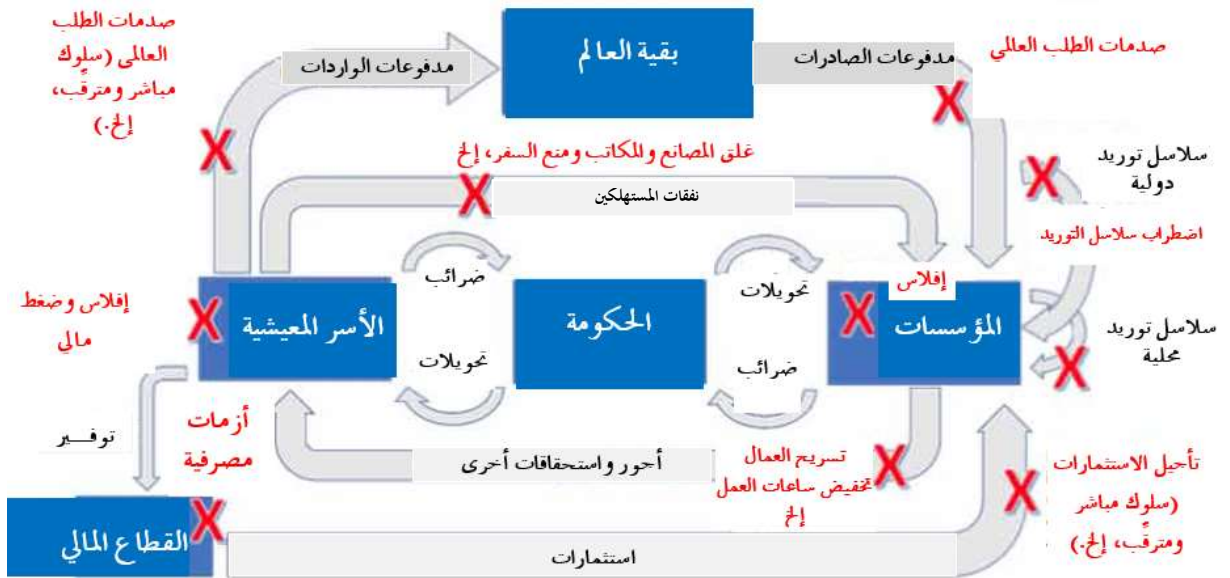 صدمات الطلب
العالمى (سلوك
مباشر ومترقِّب،
إلخ.)
مدفوعات الواردات
بقية العالم
مدفوعات الصادرات
صدمات الطلب العالمي
غلق المصانع والمكاتب ومنع السفر، إلخ
نفقات المستهلكين
سلاسل توريد
دولية
اضطراب سلاسل التوريد
إفلاس وضغط
مالي
الأسر المعيشية
ضرائب
تحويلات
الحكومة
تحويلات
ضرائب
إفلاس
المؤسسات
سلاسل توريد
محلية
توفــير
أزمات
مصرفية
أجور واستحقاقات أخرى
تسريح العمال
تخفيض ساعات العمل
إلخ
تأجيل الاستثمارات
(سلوك مباشر
ومترقِّب، إلخ.)
القطاع المالي
استثمارات